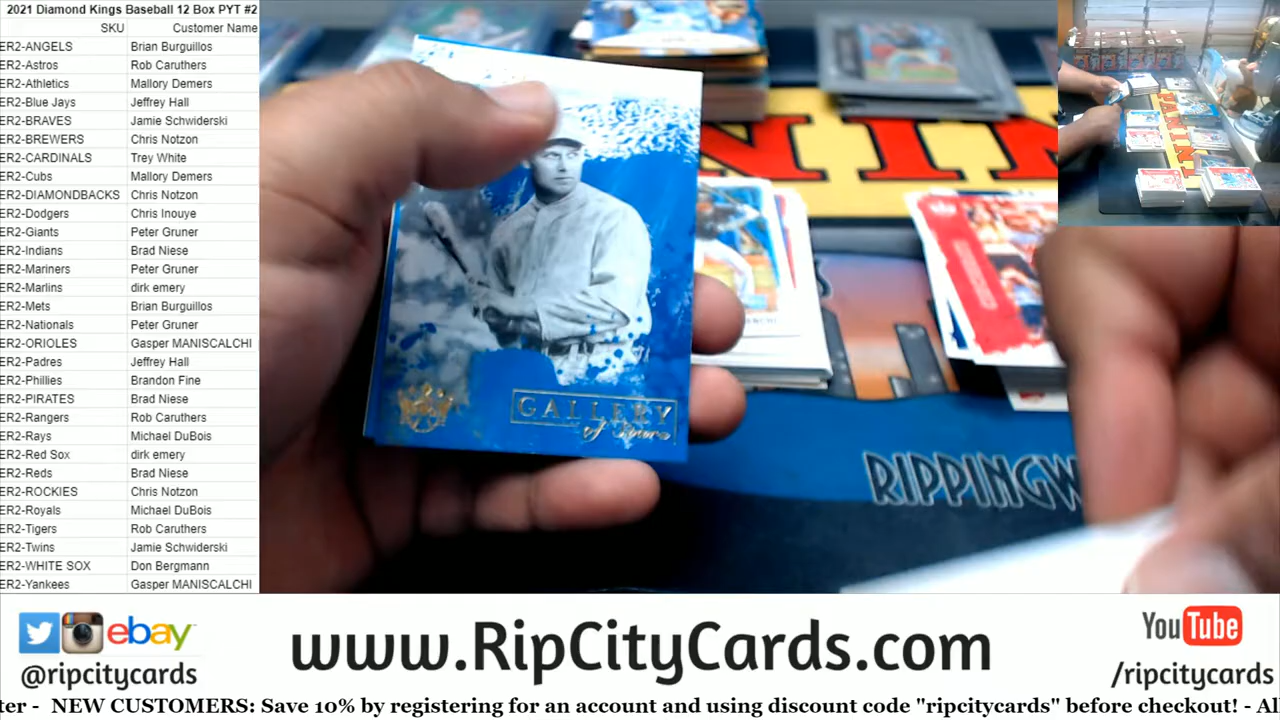 2021 Diamond Kings Baseball 12 Box PYT #2
SKU Customer Name
ER2-ANGELS Brian Burguillos
ER2-Astros Rob Caruthers
ER2-Athletics Mallory Demers
ER2-Blue Jays Jeffrey Hall
ER2-BRAVES Jamie Schwiderski
ER2-BREWERS Chris Notzon
ER2-CARDINALS Trey White
ER2-Cubs Mallory Demers
ER2-DIAMONDBACKS Chris Notzon
ER2-Dodgers Chris Inouye
ER2-Giants Peter Gruner
ER2-Indians Brad Niese
ER2-Mariners Peter Gruner
ER2-Marlins dirk emery
ER2-Mets Brian Burguillos
ER2-Nationals Peter Gruner
ER2-ORIOLES Gasper MANISCALCHI
ER2-Padres Jeffrey Hall
ER2-Phillies Brandon Fine
ER2-PIRATES Brad Niese
ER2-Rangers Rob Caruthers
ER2-Rays Michael DuBois
ER2-Red Sox dirk emery
ER2-Reds Brad Niese
ER2-ROCKIES Chris Notzon
ER2-Royals Michael DuBois
ER2-Tigers Rob Caruthers
ER2-Twins Jamie Schwiderski
ER2-WHITE SOX Don Bergmann
ER2-Yankees Gasper MANISCALCHI
GALLERY
of Stars
NIN
RIPPINGW
PANINI
ebay
@ripcitycards
www.RipCityCards.com
YouTube
/ripcitycards
ter - NEW CUSTOMERS: Save 10% by registering for an account and using discount code "ripcitycards" before checkout! - Al